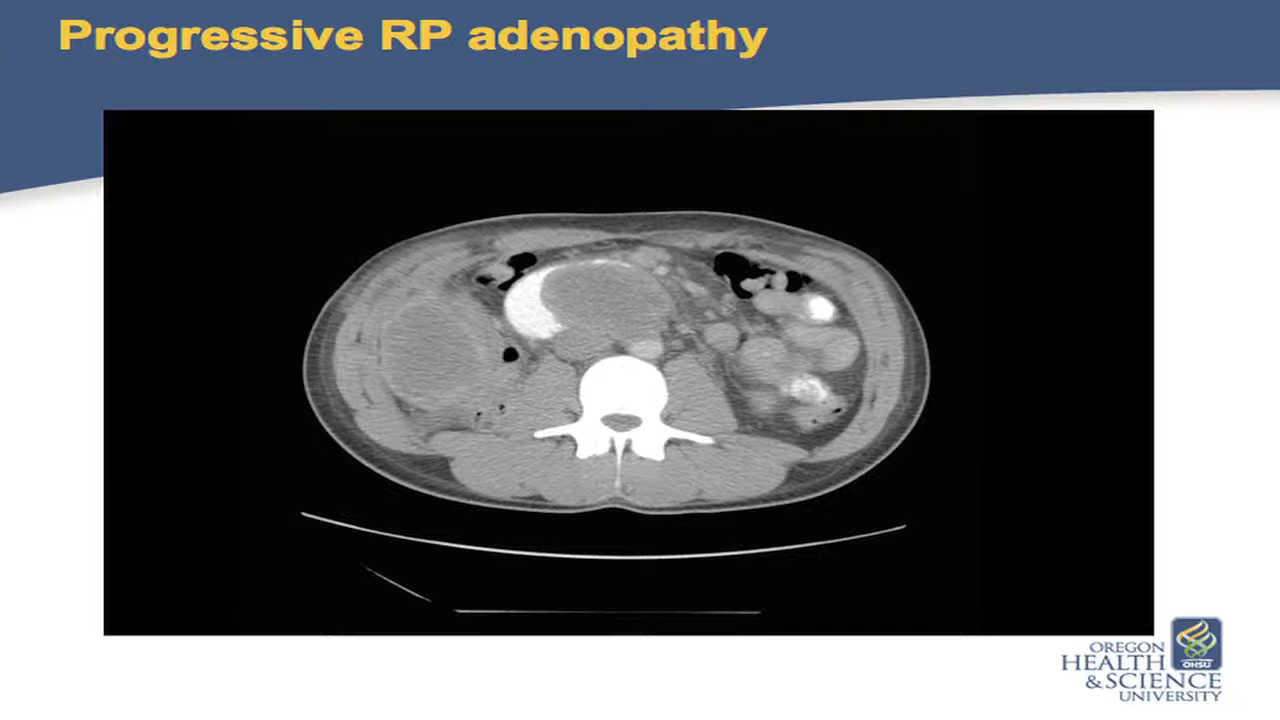 Progressive RP adenopathy
OREGON
HEALTH
OHSU
& SCIENCE
UNIVERSITY